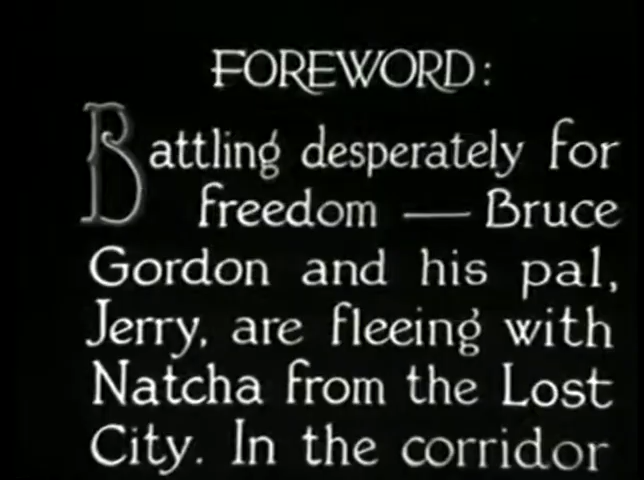 FOREWORD:
Battling desperately for
freedom — Bruce
Gordon and his pal,
Jerry, are fleeing with
Natcha from the Lost
City. In the corridor